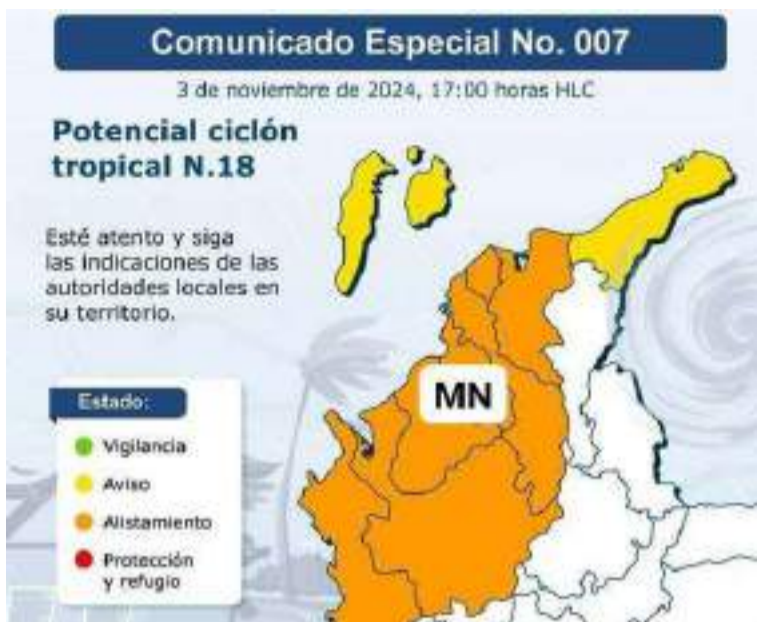 Comunicado Especial No. 007
3 de noviembre de 2024, 17:00 horas HLC
Potencial ciclón
tropical N.18
Esté atento y siga
las indicaciones de las
autoridades locales en
su territorio.
MN
Estado:
Vigilancia
Aviso
Alistamiento
Protección
y refugio